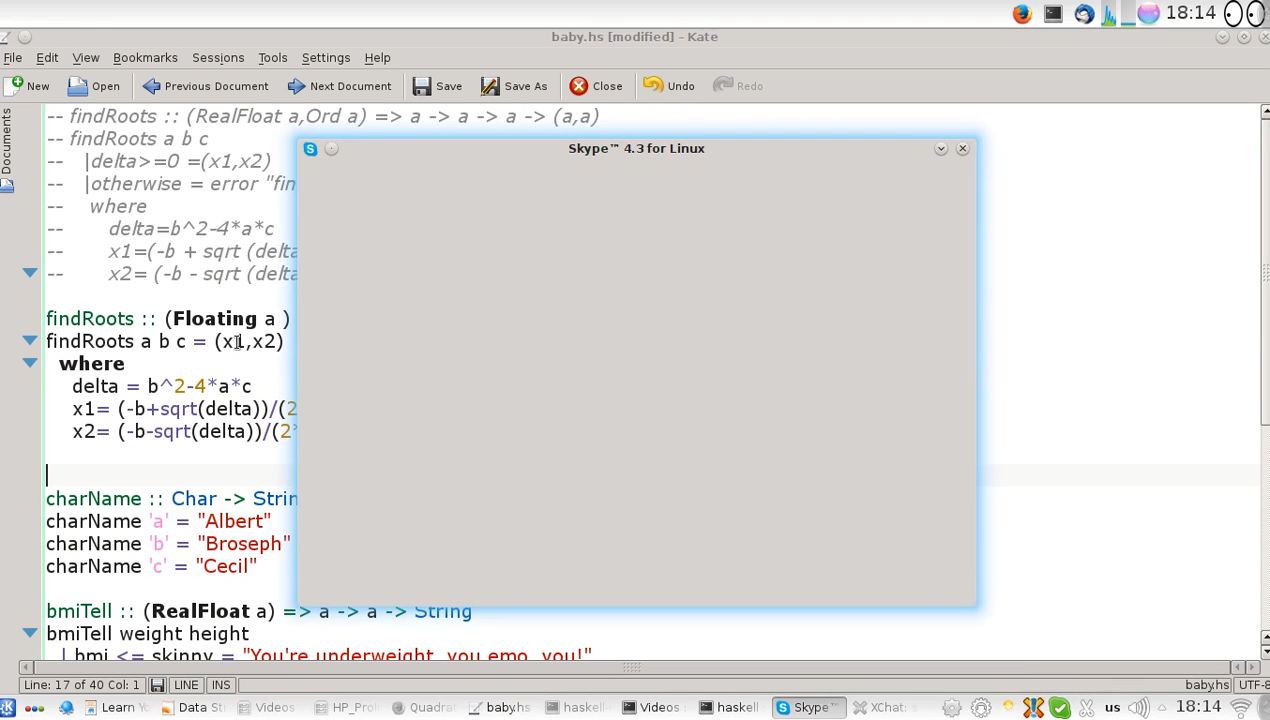 18:14
baby.hs [modified] - Kate
File Edit View Bookmarks Sessions Tools Settings Help
New Open Previous Document Next Document Save Save As Close Undo Redo
Documents
-- findRoots :: (RealFloat a,Ord a) => a -> a -> a -> (a,a)
-- findRoots a b c
-- |delta>=0 =(x1,x2)
-- |otherwise = error "fin
-- where
-- delta=b^2-4*a*c
-- x1=(-b + sqrt (delta
-- x2= (-b - sqrt (delta
Skype™ 4.3 for Linux
findRoots :: (Floating a )
findRoots a b c = (x1,x2)
where
delta = b^2-4*a*c
x1= (-b+sqrt(delta))/(2
x2= (-b-sqrt(delta))/(2*
charName :: Char -> Strin
charName 'a' = "Albert"
charName 'b' = "Broseph"
charName 'c' = "Cecil"
bmiTell :: (RealFloat a) => a -> a -> String
bmiTell weight height
| bmi <= skinny = "You're underweight, you emo, you!"
Line: 17 of 40 Col: 1 LINE INS baby.hs UTF-8
Learn Yo Data St Videos HP_Prol Quadra baby.hs haskell Videos haskell Skype™ XChat: us 18:14